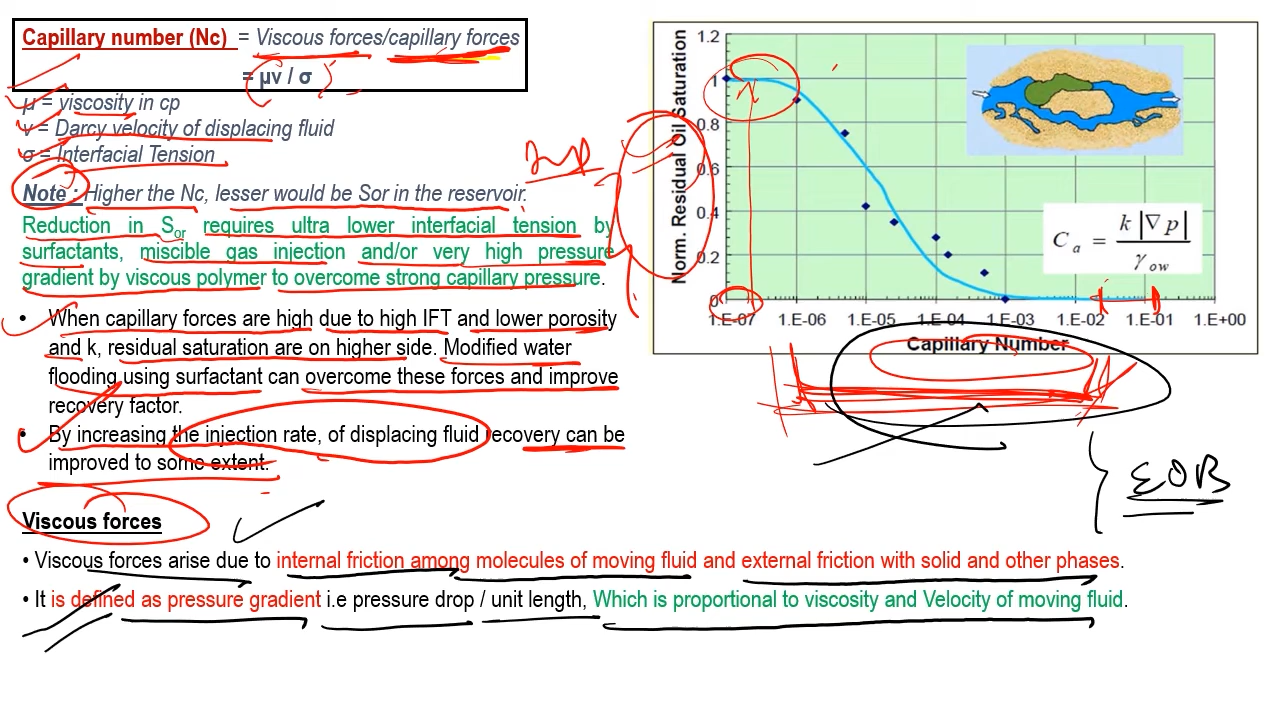 Capillary number (Nc) = Viscous forces/capillary forces
= μv / σ
μ = viscosity in cp
v = Darcy velocity of displacing fluid
σ = Interfacial Tension
Note : Higher the Nc, lesser would be Sor in the reservoir.
Reduction in Sor requires ultra lower interfacial tension by
surfactants, miscible gas injection and/or very high pressure
gradient by viscous polymer to overcome strong capillary pressure.
• When capillary forces are high due to high IFT and lower porosity
and k, residual saturation are on higher side. Modified water
flooding using surfactant can overcome these forces and improve
recovery factor.
• By increasing the injection rate, of displacing fluid recovery can be
improved to some extent.
Viscous forces
• Viscous forces arise due to internal friction among molecules of moving fluid and external friction with solid and other phases.
• It is defined as pressure gradient i.e pressure drop / unit length, Which is proportional to viscosity and Velocity of moving fluid.
Imp
Norm. Residual Oil Saturation
1.2
1
0.8
0.6
0.4
0.2
0
1.E-07 1.E-06 1.E-05 1.E-04 1.E-03 1.E-02 1.E-01 1.E+00
Capillary Number
Ca = k |∇p| / γow
EOR